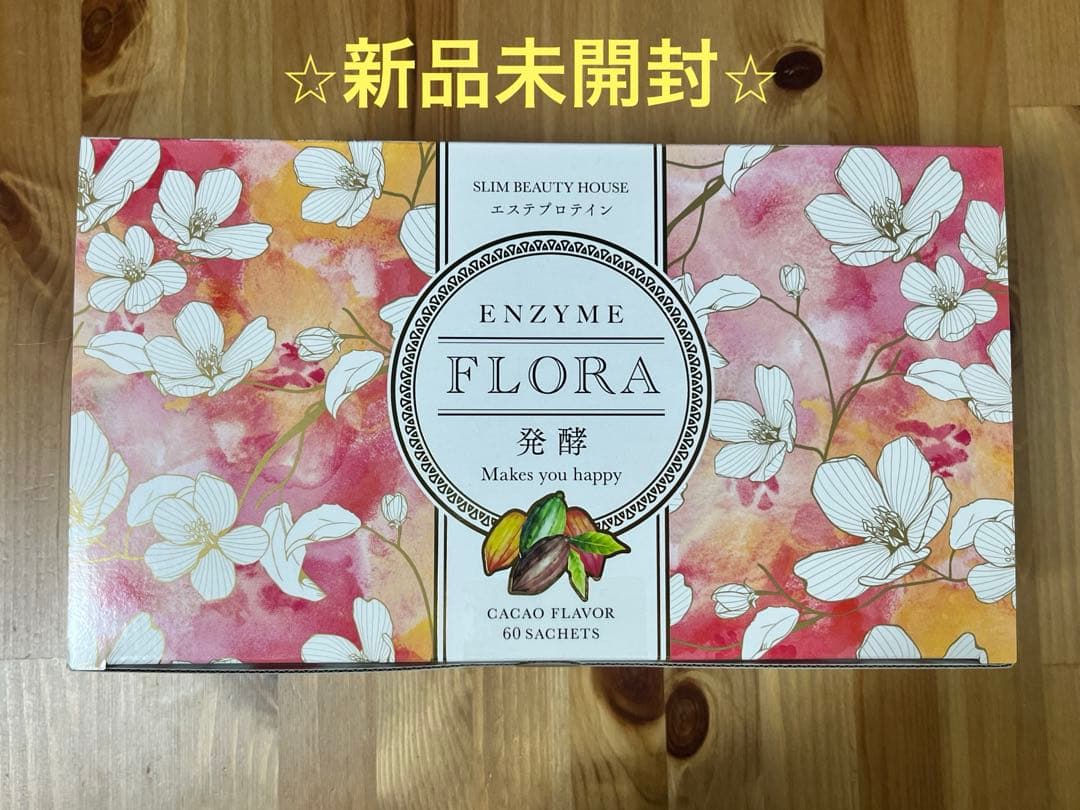 ☆新品未開封☆
SLIM BEAUTY HOUSE
エステプロテイン
ENZYME
FLORA
発酵
Makes you happy
CACAO FLAVOR
60 SACHETS